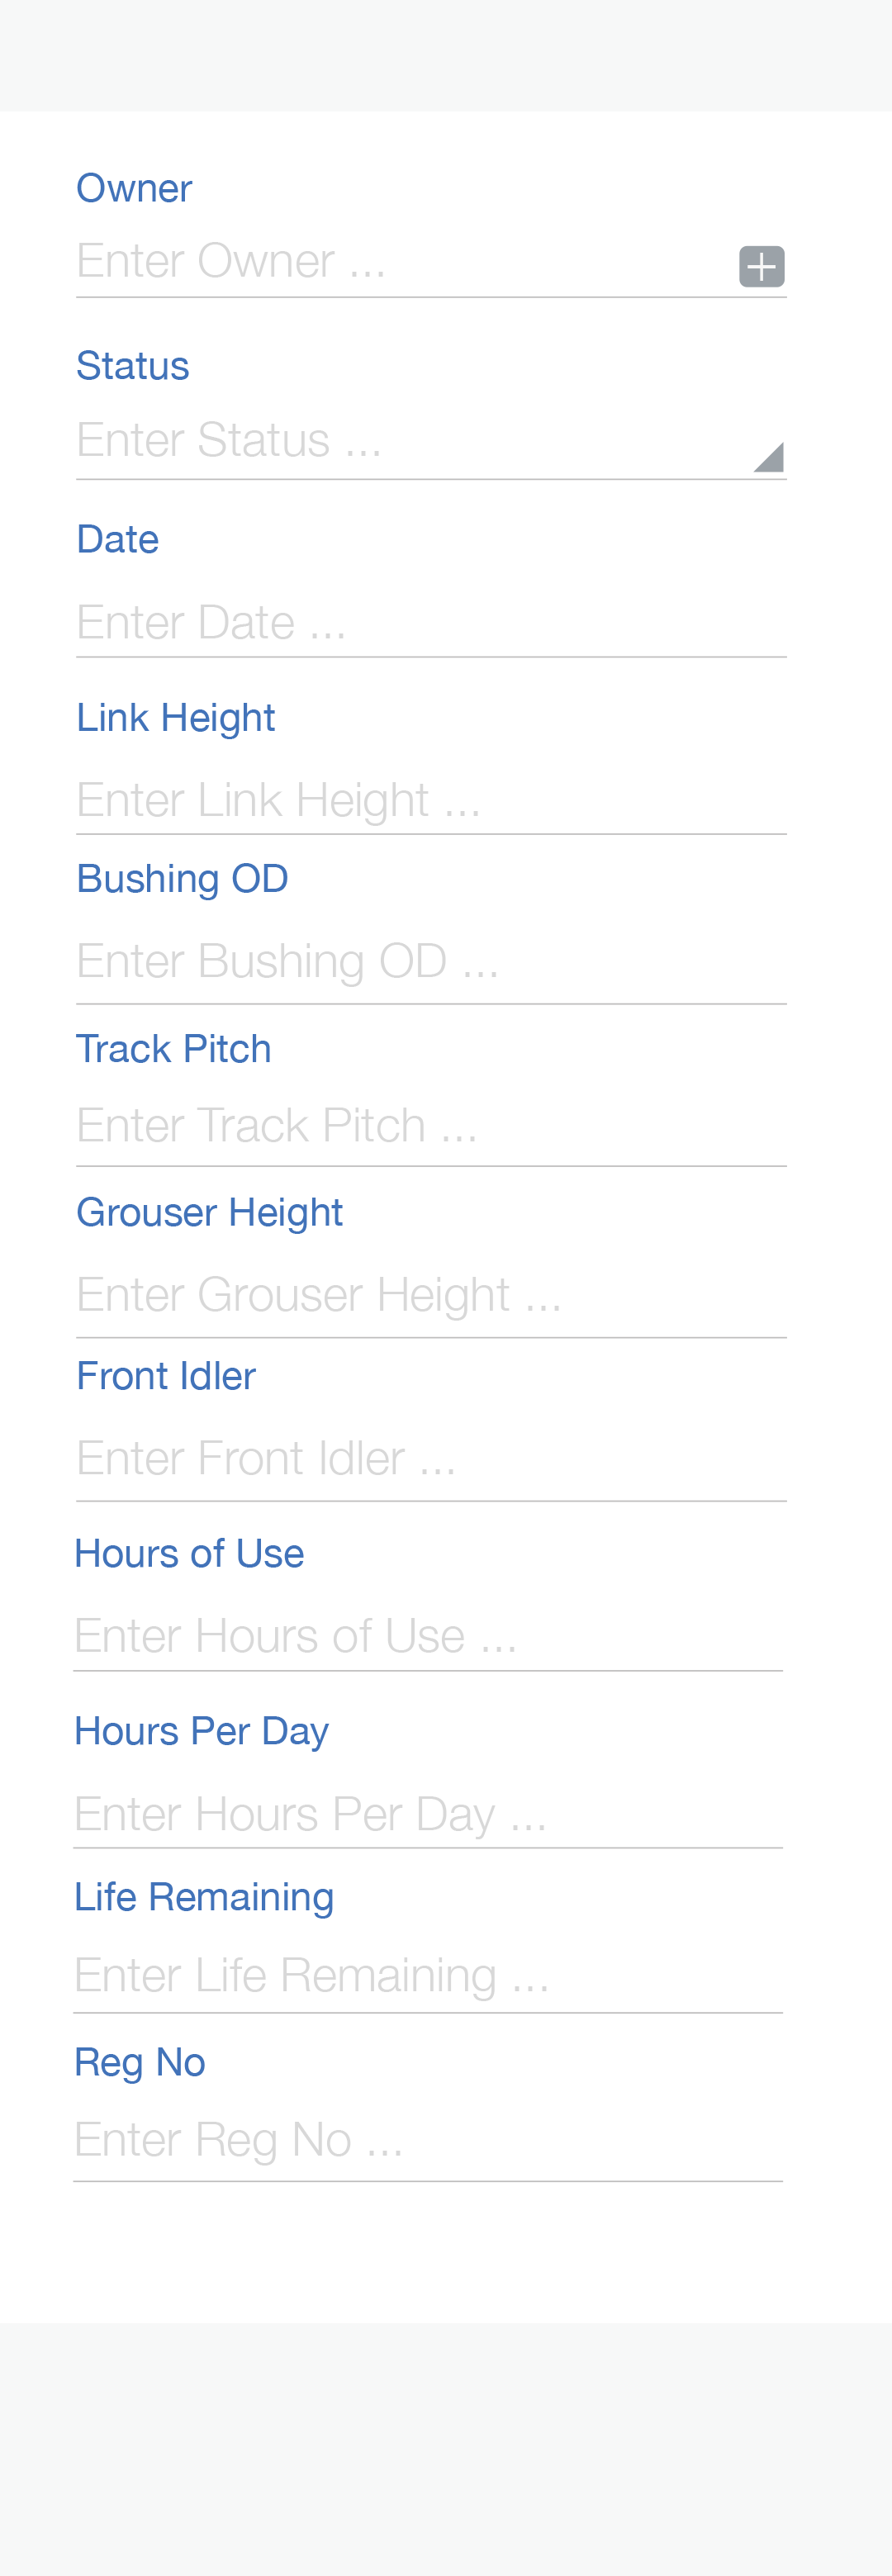 Owner
Enter Owner ...
Status
Enter Status ...
Date
Enter Date ...
Link Height
Enter Link Height ...
Bushing OD
Enter Bushing OD ...
Track Pitch
Enter Track Pitch ...
Grouser Height
Enter Grouser Height ...
Front Idler
Enter Front Idler ...
Hours of Use
Enter Hours of Use ...
Hours Per Day
Enter Hours Per Day ...
Life Remaining
Enter Life Remaining ...
Reg No
Enter Reg No ...